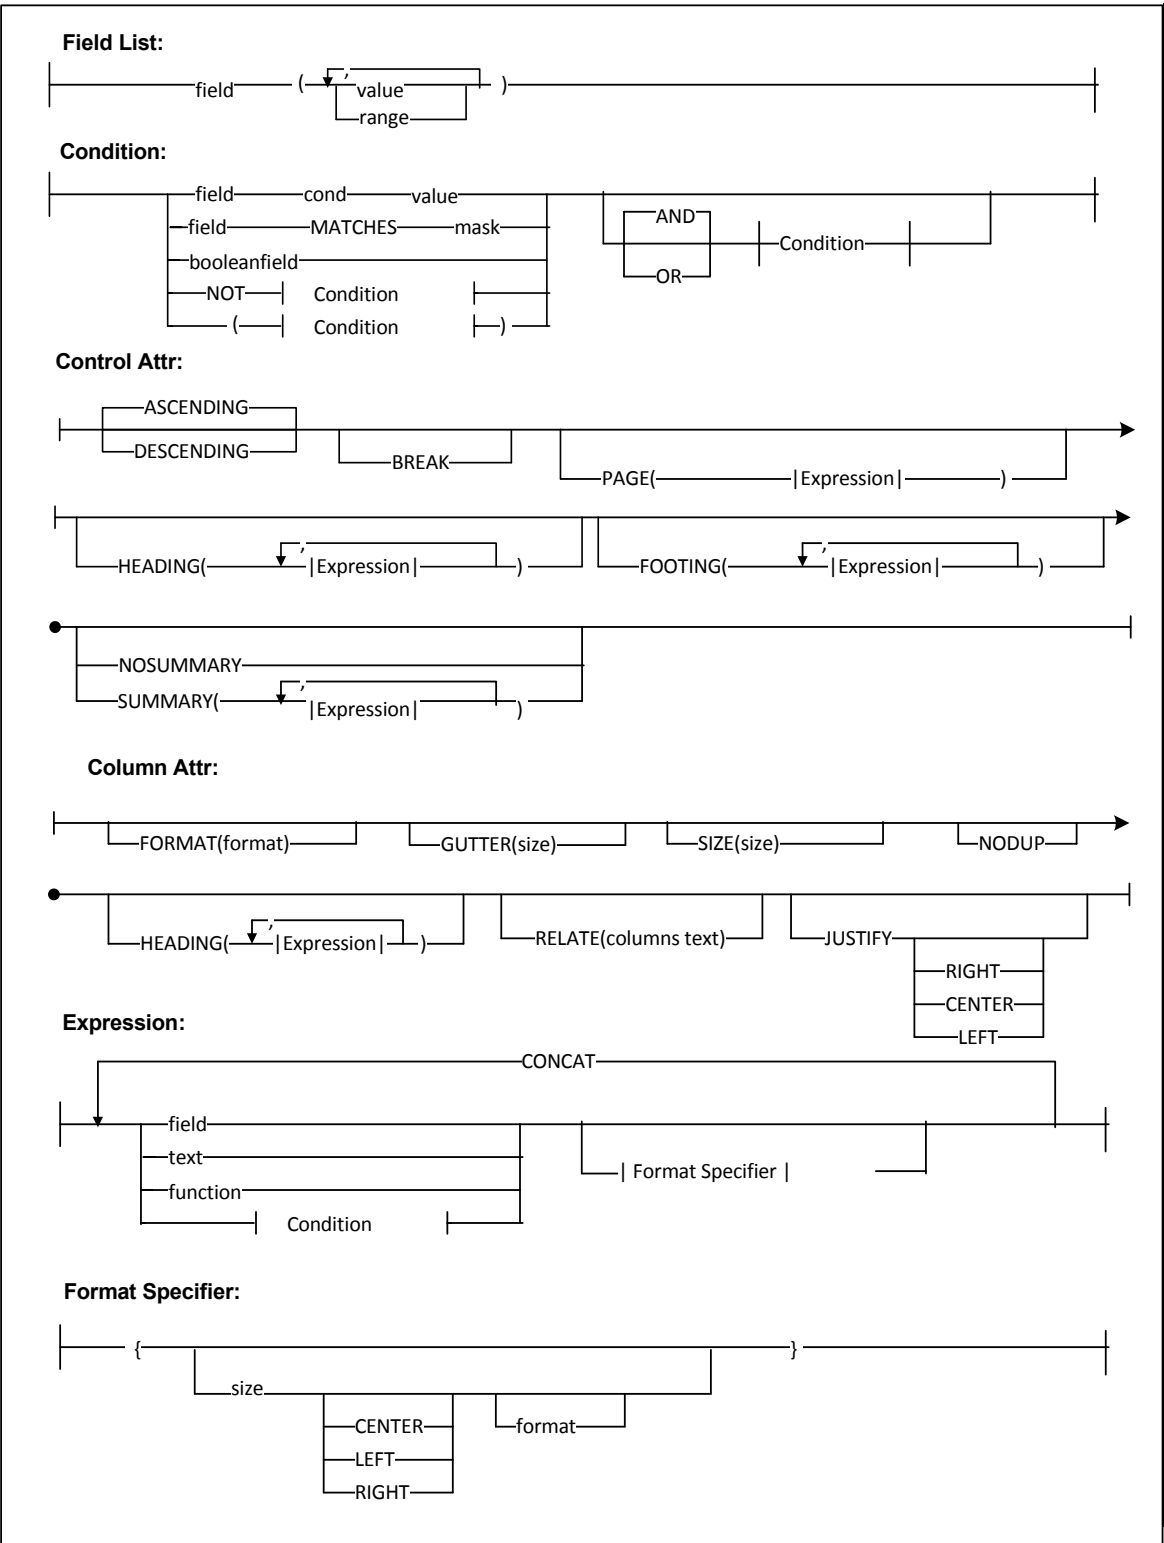 Field List:
,
field ( value )
range
Condition:
field cond value
AND
field MATCHES mask
Condition
booleanfield
OR
NOT Condition
( Condition )
Control Attr:
ASCENDING
DESCENDING
BREAK
PAGE( |Expression| )
, ,
HEADING( |Expression| ) FOOTING( |Expression| )
NOSUMMARY
,
SUMMARY( |Expression| )
Column Attr:
FORMAT(format) GUTTER(size) SIZE(size) NODUP
,
HEADING( |Expression| ) RELATE(columns text) JUSTIFY
RIGHT
CENTER
LEFT
Expression:
CONCAT
field
text
| Format Specifier |
function
Condition
Format Specifier:
{ }
size
CENTER format
LEFT
RIGHT